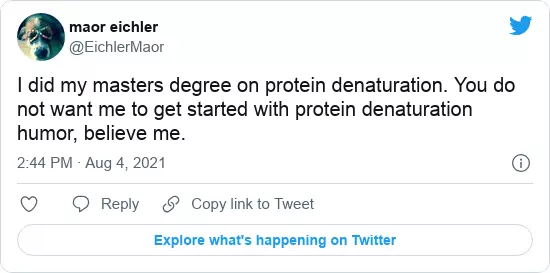 maor eichler
@EichlerMaor
I did my masters degree on protein denaturation. You do
not want me to get started with protein denaturation
humor, believe me.
2:44 PM · Aug 4, 2021
Reply
Copy link to Tweet
Explore what's happening on Twitter